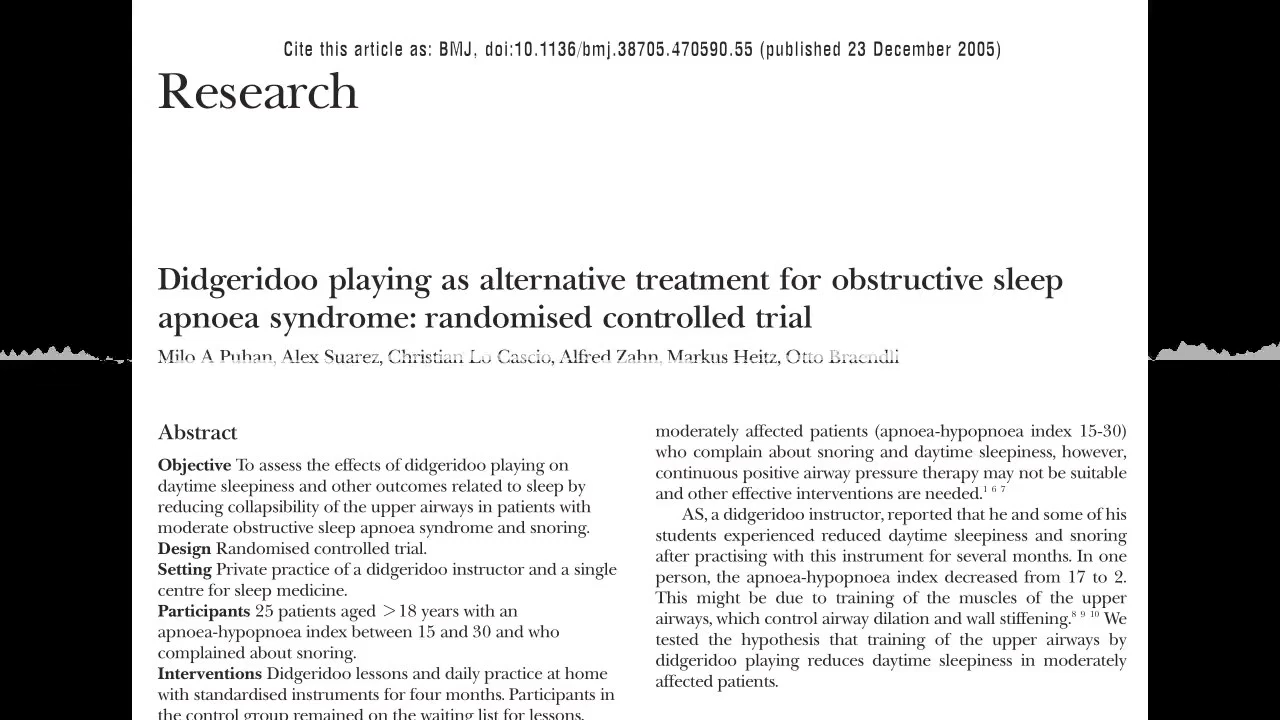 Cite this article as: BMJ, doi:10.1136/bmj.38705.470590.55 (published 23 December 2005)
Research
Didgeridoo playing as alternative treatment for obstructive sleep
apnoea syndrome: randomised controlled trial
Milo A Puhan, Alex Suarez, Christian Lo Cascio, Alfred Zahn, Markus Heitz, Otto Braendli
Abstract
Objective To assess the effects of didgeridoo playing on
daytime sleepiness and other outcomes related to sleep by
reducing collapsibility of the upper airways in patients with
moderate obstructive sleep apnoea syndrome and snoring.
Design Randomised controlled trial.
Setting Private practice of a didgeridoo instructor and a single
centre for sleep medicine.
Participants 25 patients aged >18 years with an
apnoea-hypopnoea index between 15 and 30 and who
complained about snoring.
Interventions Didgeridoo lessons and daily practice at home
with standardised instruments for four months. Participants in
the control group remained on the waiting list for lessons.
moderately affected patients (apnoea-hypopnoea index 15-30)
who complain about snoring and daytime sleepiness, however,
continuous positive airway pressure therapy may not be suitable
and other effective interventions are needed.1 6 7
AS, a didgeridoo instructor, reported that he and some of his
students experienced reduced daytime sleepiness and snoring
after practising with this instrument for several months. In one
person, the apnoea-hypopnoea index decreased from 17 to 2.
This might be due to training of the muscles of the upper
airways, which control airway dilation and wall stiffening.8 9 10 We
tested the hypothesis that training of the upper airways by
didgeridoo playing reduces daytime sleepiness in moderately
affected patients.